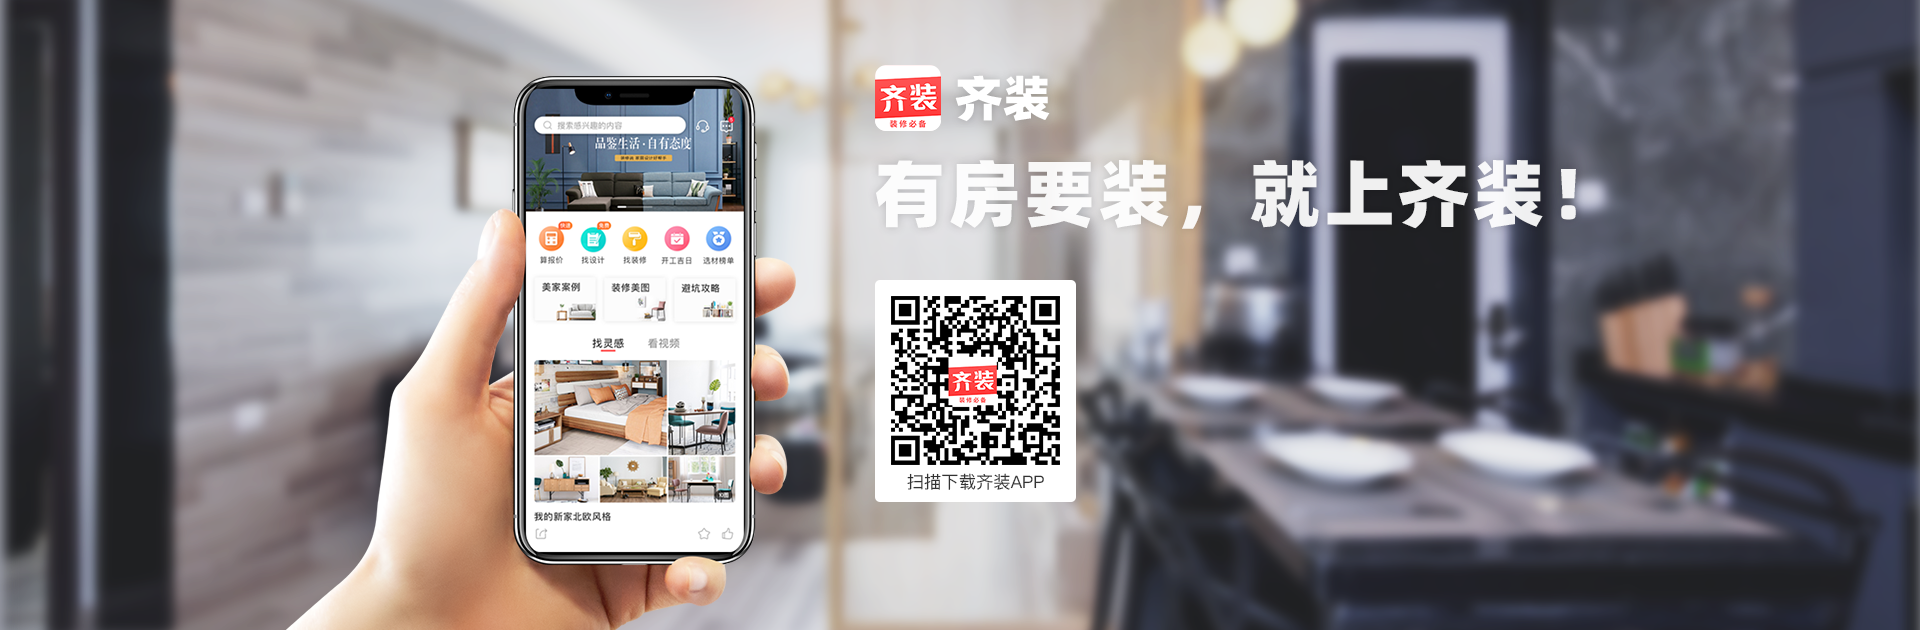 搜索感兴趣的内容
品鉴生活·自有态度
算报价
找设计
找装修
开工吉日
选材榜单
美家案例
装修美图
避坑攻略
找灵感
看视频
我的新家北欧风格
齐装
装修必备
齐装
有房要装，就上齐装！
齐装
装修必备
扫描下载齐装APP